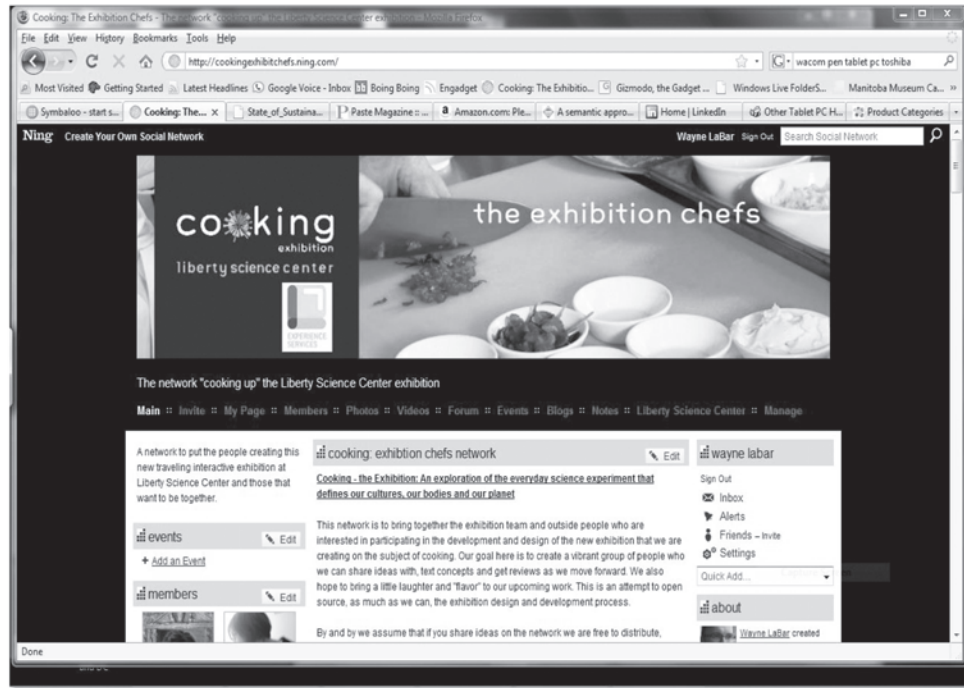 Cooking: The Exhibition Chefs - The network "cooking up" the Liberty Science Center exhibition - Mozilla Firefox
File Edit View History Bookmarks Tools Help
http://cookingexhibitchefs.ning.com/
wacom pen tablet pc toshiba
Most Visited Getting Started Latest Headlines Google Voice - Inbox Boing Boing Engadget Cooking: The Exhibitio... Gizmodo, the Gadget ... Windows Live FolderS... Manitoba Museum Ca... »
Symbaloo - start s... Cooking: The... x State_of_Sustaina... Paste Magazine :: ... Amazon.com: Ple... A semantic appro... Home | LinkedIn Other Tablet PC H... Product Categories
Ning Create Your Own Social Network Wayne LaBar Sign Out Search Social Network
cooking
exhibition
liberty science center
EXPERIENCE
SERVICES
the exhibition chefs
The network "cooking up" the Liberty Science Center exhibition
Main :: Invite :: My Page :: Members :: Photos :: Videos :: Forum :: Events :: Blogs :: Notes :: Liberty Science Center :: Manage
A network to put the people creating this
new traveling interactive exhibition at
Liberty Science Center and those that
want to be together.
events Edit
+ Add an Event
members Edit
cooking: exhibtion chefs network Edit
Cooking - the Exhibition: An exploration of the everyday science experiment that
defines our cultures, our bodies and our planet
This network is to bring together the exhibition team and outside people who are
interested in participating in the development and design of the new exhibition that we are
creating on the subject of cooking. Our goal here is to create a vibrant group of people who
we can share ideas with, text concepts and get reviews as we move forward. We also
hope to bring a little laughter and "flavor" to our upcoming work. This is an attempt to open
source, as much as we can, the exhibition design and development process.
By and by we assume that if you share ideas on the network we are free to distribute,
wayne labar
Sign Out
Inbox
Alerts
Friends – Invite
Settings
Quick Add...
about
Wayne LaBar created
Done